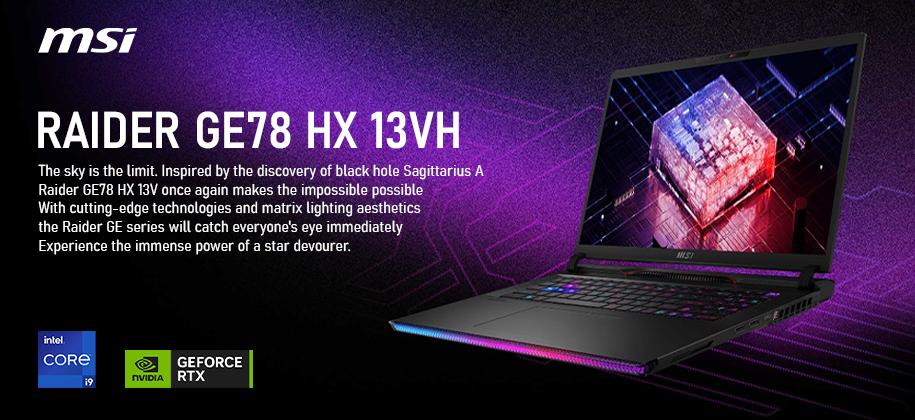 msi
RAIDER GE78 HX 13VH
The sky is the limit. Inspired by the discovery of black hole Sagittarius A
Raider GE78 HX 13V once again makes the impossible possible
With cutting-edge technologies and matrix lighting aesthetics
the Raider GE series will catch everyone's eye immediately
Experience the immense power of a star devourer.
msi
intel
CORE
i9
NVIDIA
GEFORCE
RTX